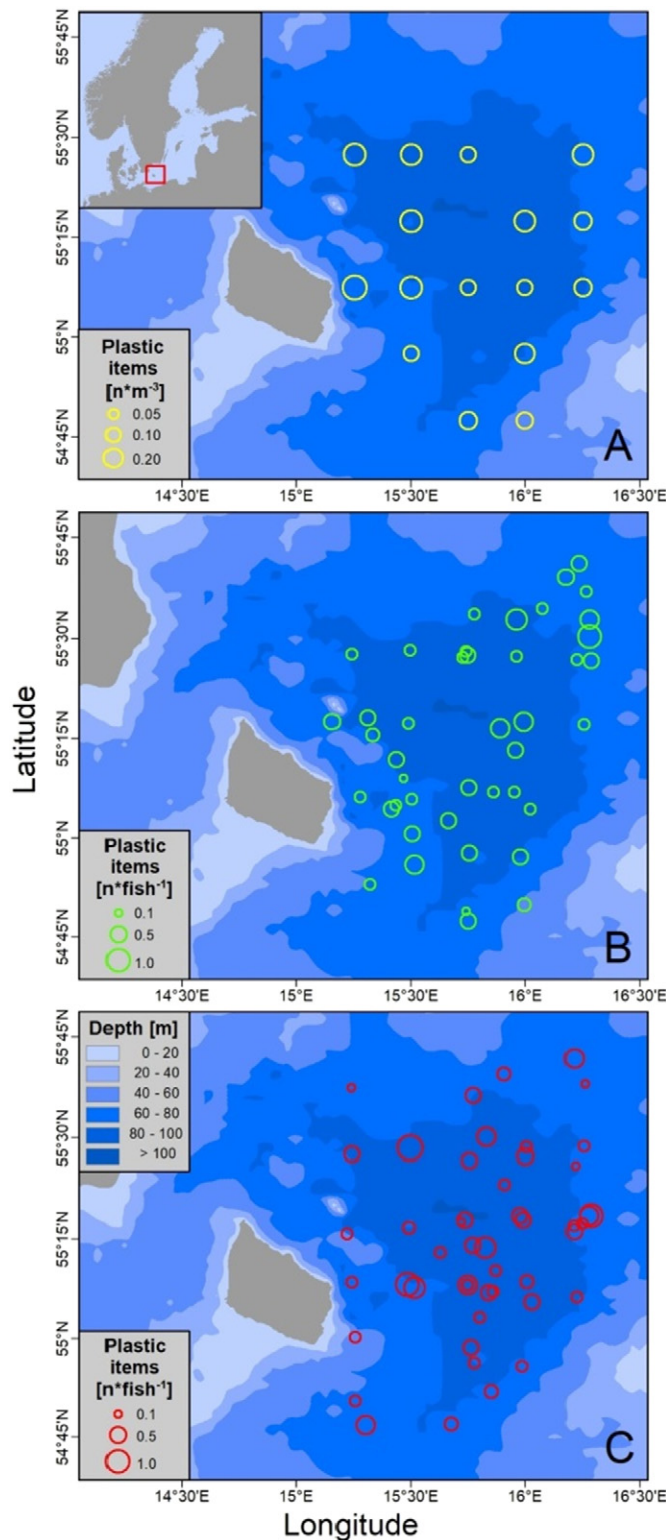 55°45'N
55°30'N
55°15'N
55°N
54°45'N
Plastic
items
[n*m⁻³]
0.05
0.10
0.20
A
14°30'E
15°E
15°30'E
16°E
16°30'E
55°45'N
55°30'N
55°15'N
55°N
54°45'N
Latitude
Plastic
items
[n*fish⁻¹]
0.1
0.5
1.0
B
14°30'E
15°E
15°30'E
16°E
16°30'E
Depth [m]
0 - 20
20 - 40
40 - 60
60 - 80
80 - 100
> 100
55°45'N
55°30'N
55°15'N
55°N
54°45'N
Plastic
items
[n*fish⁻¹]
0.1
0.5
1.0
C
14°30'E
15°E
15°30'E
16°E
16°30'E
Longitude